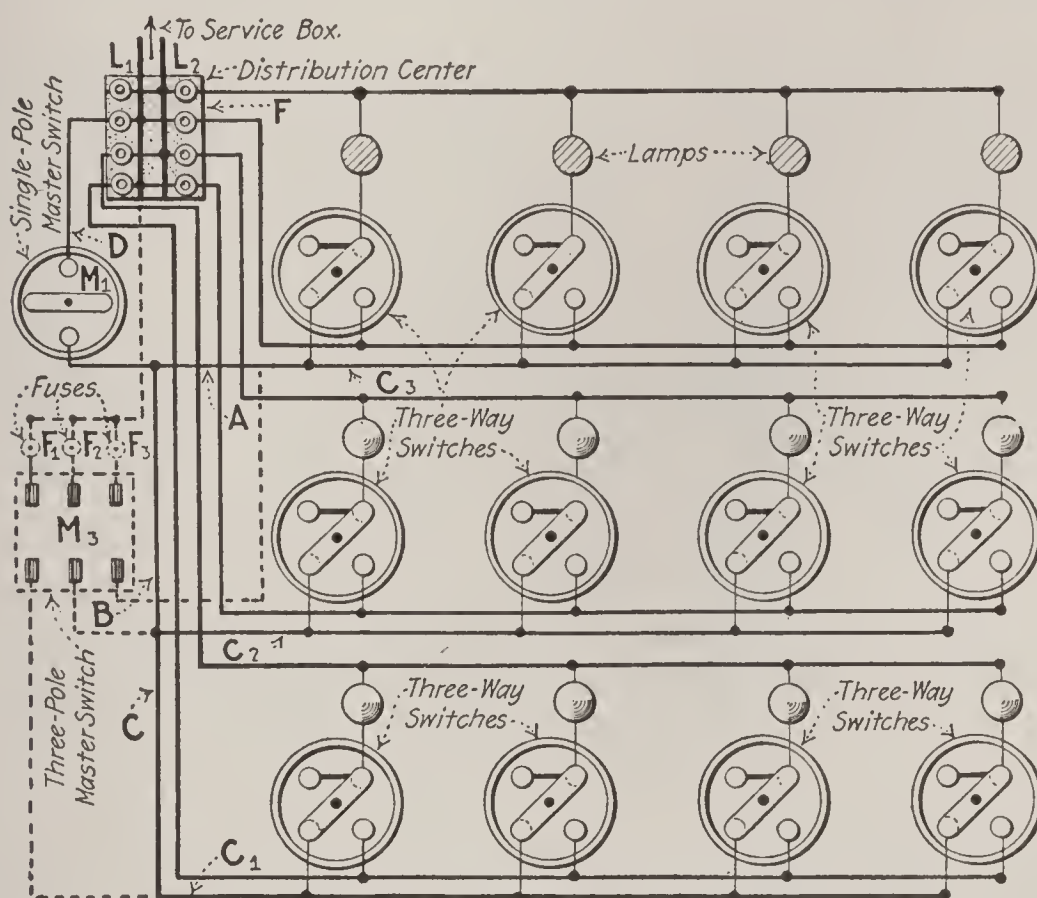 To Service Box.
L1 L2
Distribution Center
F
Single-Pole
Master Switch
Lamps
D
M1
C3
Fuses
A
F1 F2 F3
Three-Way
Switches
Three-Way
Switches
M3
B
C2
Three-Way
Switches
Three-Way
Switches
C
Three-Pole
Master Switch
C1